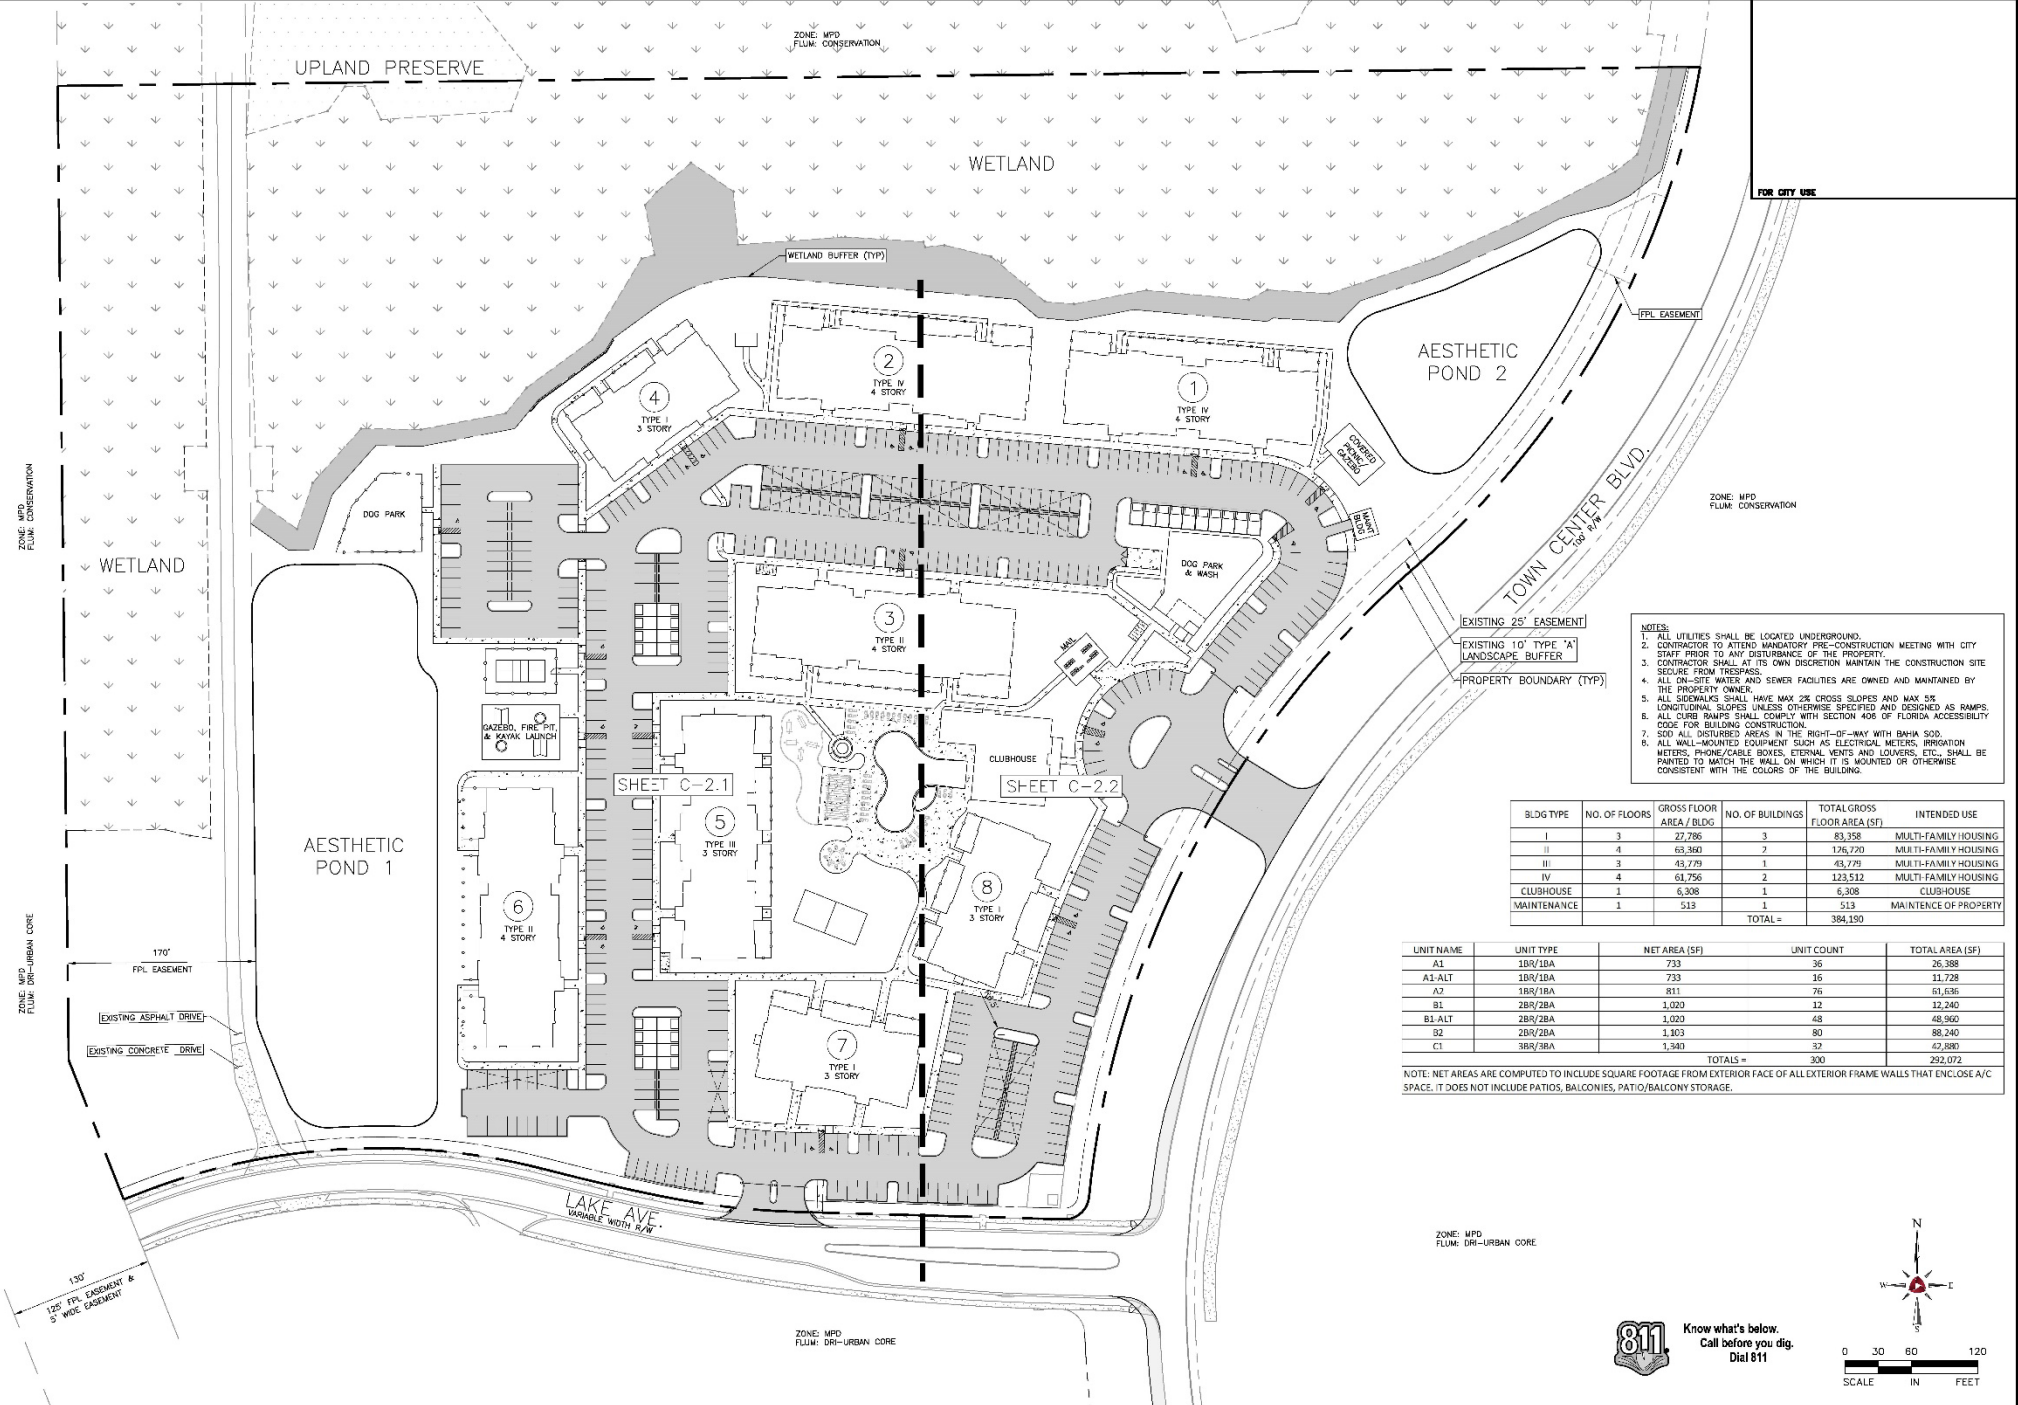 ZONE: MPD
FLUM: CONSERVATION
UPLAND PRESERVE
WETLAND
FOR CITY USE
WETLAND BUFFER (TYP)
FPL EASEMENT
AESTHETIC
POND 2
2
TYPE IV
4 STORY
1
TYPE IV
4 STORY
4
TYPE I
3 STORY
COVERED
PICNIC/
GAZEBO
MAINT
BLDG
TOWN CENTER BLVD.
100' R/W
ZONE: MPD
FLUM: CONSERVATION
ZONE: MPD
FLUM: CONSERVATION
DOG PARK
WETLAND
DOG PARK
& WASH
3
TYPE II
4 STORY
MAIL
EXISTING 25' EASEMENT
EXISTING 10' TYPE 'A'
LANDSCAPE BUFFER
PROPERTY BOUNDARY (TYP)
NOTES:
1. ALL UTILITIES SHALL BE LOCATED UNDERGROUND.
2. CONTRACTOR TO ATTEND MANDATORY PRE-CONSTRUCTION MEETING WITH CITY
STAFF PRIOR TO ANY DISTURBANCE OF THE PROPERTY.
3. CONTRACTOR SHALL AT ITS OWN DISCRETION MAINTAIN THE CONSTRUCTION SITE
SECURE FROM TRESPASS.
4. ALL ON-SITE WATER AND SEWER FACILITIES ARE OWNED AND MAINTAINED BY
THE PROPERTY OWNER.
5. ALL SIDEWALKS SHALL HAVE MAX 2% CROSS SLOPES AND MAX 5%
LONGITUDINAL SLOPES UNLESS OTHERWISE SPECIFIED AND DESIGNED AS RAMPS.
6. ALL CURB RAMPS SHALL COMPLY WITH SECTION 406 OF FLORIDA ACCESSIBILITY
CODE FOR BUILDING CONSTRUCTION.
7. SOD ALL DISTURBED AREAS IN THE RIGHT-OF-WAY WITH BAHIA SOD.
8. ALL WALL-MOUNTED EQUIPMENT SUCH AS ELECTRICAL METERS, IRRIGATION
METERS, PHONE/CABLE BOXES, ETERNAL VENTS AND LOUVERS, ETC., SHALL BE
PAINTED TO MATCH THE WALL ON WHICH IT IS MOUNTED OR OTHERWISE
CONSISTENT WITH THE COLORS OF THE BUILDING.
GAZEBO, FIRE PIT,
& KAYAK LAUNCH
CLUBHOUSE
SHEET C-2.1
SHEET C-2.2
5
TYPE III
3 STORY
AESTHETIC
POND 1
6
TYPE II
4 STORY
8
TYPE I
3 STORY
7
TYPE I
3 STORY
BLDG TYPE NO. OF FLOORS GROSS FLOOR AREA / BLDG NO. OF BUILDINGS TOTAL GROSS FLOOR AREA (SF) INTENDED USE
I 3 27,786 3 83,358 MULTI-FAMILY HOUSING
II 4 63,360 2 126,720 MULTI-FAMILY HOUSING
III 3 43,779 1 43,779 MULTI-FAMILY HOUSING
IV 4 61,756 2 123,512 MULTI-FAMILY HOUSING
CLUBHOUSE 1 6,308 1 6,308 CLUBHOUSE
MAINTENANCE 1 513 1 513 MAINTENCE OF PROPERTY
TOTAL = 384,190
UNIT NAME UNIT TYPE NET AREA (SF) UNIT COUNT TOTAL AREA (SF)
A1 1BR/1BA 733 36 26,388
A1-ALT 1BR/1BA 733 16 11,728
A2 1BR/1BA 811 76 61,636
B1 2BR/2BA 1,020 12 12,240
B1-ALT 2BR/2BA 1,020 48 48,960
B2 2BR/2BA 1,103 80 88,240
C1 3BR/3BA 1,340 32 42,880
TOTALS = 300 292,072
NOTE: NET AREAS ARE COMPUTED TO INCLUDE SQUARE FOOTAGE FROM EXTERIOR FACE OF ALL EXTERIOR FRAME WALLS THAT ENCLOSE A/C
SPACE. IT DOES NOT INCLUDE PATIOS, BALCONIES, PATIO/BALCONY STORAGE.
ZONE: MPD
FLUM: DRI-URBAN CORE
170'
FPL EASEMENT
EXISTING ASPHALT DRIVE
EXISTING CONCRETE DRIVE
LAKE AVE.
VARIABLE WIDTH R/W
130'
125' FPL EASEMENT &
5' WIDE EASEMENT
ZONE: MPD
FLUM: DRI-URBAN CORE
ZONE: MPD
FLUM: DRI-URBAN CORE
N
W E
S
811
Know what's below.
Call before you dig.
Dial 811
0 30 60 120
SCALE IN FEET